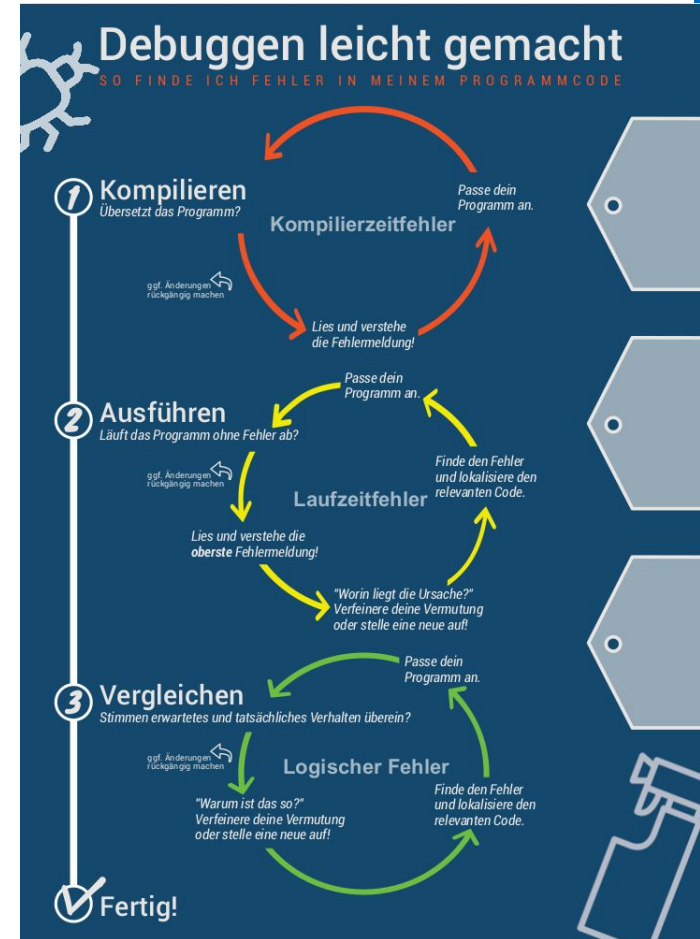 Debuggen leicht gemacht
SO FINDE ICH FEHLER IN MEINEM PROGRAMMCODE
1 Kompilieren
Übersetzt das Programm?
Passe dein
Programm an.
Kompilierzeitfehler
ggf. Änderungen
rückgängig machen
Lies und verstehe
die Fehlermeldung!
Passe dein
Programm an.
2 Ausführen
Läuft das Programm ohne Fehler ab?
ggf. Änderungen
rückgängig machen
Finde den Fehler
und lokalisiere den
relevanten Code.
Laufzeitfehler
Lies und verstehe die
oberste Fehlermeldung!
"Worin liegt die Ursache?"
Verfeinere deine Vermutung
oder stelle eine neue auf!
Passe dein
Programm an.
3 Vergleichen
Stimmen erwartetes und tatsächliches Verhalten überein?
ggf. Änderungen
rückgängig machen
Logischer Fehler
Finde den Fehler
und lokalisiere den
relevanten Code.
"Warum ist das so?"
Verfeinere deine Vermutung
oder stelle eine neue auf!
Fertig!